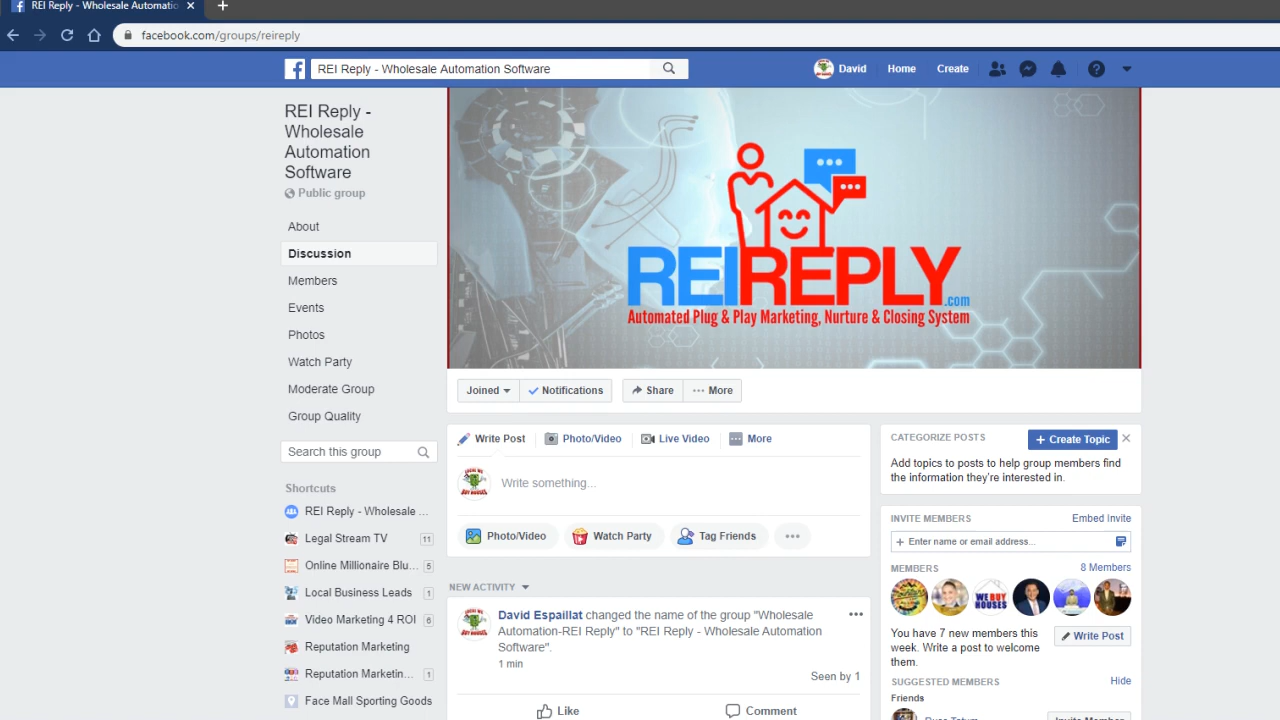 REI Reply - Wholesale Automatio
facebook.com/groups/reireply
REI Reply - Wholesale Automation Software
David
Home
Create
REI Reply -
Wholesale
Automation
Software
Public group
About
Discussion
Members
Events
Photos
Watch Party
Moderate Group
Group Quality
Search this group
Shortcuts
REI Reply - Wholesale ...
Legal Stream TV 11
Online Millionaire Blu... 5
Local Business Leads 1
Video Marketing 4 ROI 6
Reputation Marketing
Reputation Marketin... 1
Face Mall Sporting Goods
REIREPLY.com
Automated Plug & Play Marketing, Nurture & Closing System
Joined
Notifications
Share
More
Write Post
Photo/Video
Live Video
More
Write something...
Photo/Video
Watch Party
Tag Friends
NEW ACTIVITY
David Espaillat changed the name of the group "Wholesale
Automation-REI Reply" to "REI Reply - Wholesale Automation
Software".
1 min
Seen by 1
Like
Comment
CATEGORIZE POSTS
+ Create Topic
Add topics to posts to help group members find
the information they're interested in.
INVITE MEMBERS
Embed Invite
+ Enter name or email address...
MEMBERS
8 Members
WE BUY
HOUSES
You have 7 new members this
week. Write a post to welcome
them.
Write Post
SUGGESTED MEMBERS
Hide
Friends
Invite Member